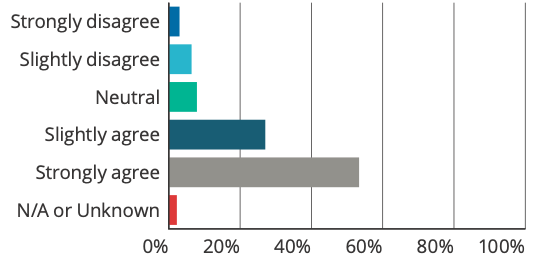 Strongly disagree
Slightly disagree
Neutral
Slightly agree
Strongly agree
N/A or Unknown
0% 20% 40% 60% 80% 100%